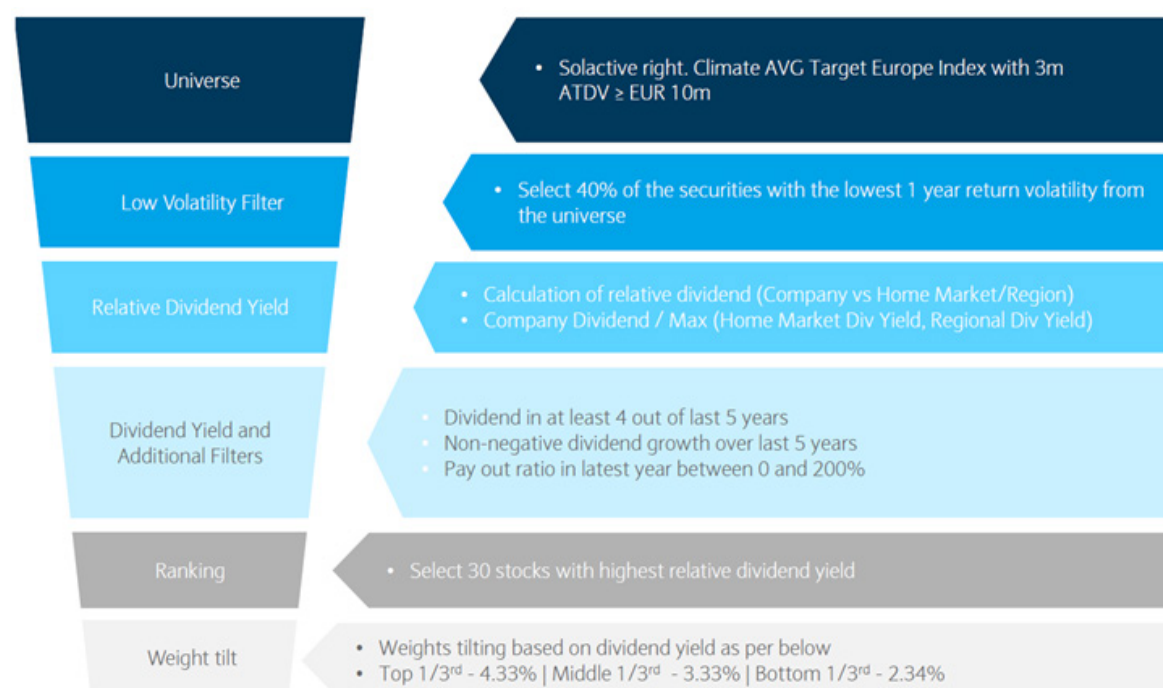 Universe
• Solactive right. Climate AVG Target Europe Index with 3m
ATDV ≥ EUR 10m
Low Volatility Filter
• Select 40% of the securities with the lowest 1 year return volatility from
the universe
Relative Dividend Yield
• Calculation of relative dividend (Company vs Home Market/Region)
• Company Dividend / Max (Home Market Div Yield, Regional Div Yield)
Dividend Yield and
Additional Filters
• Dividend in at least 4 out of last 5 years
• Non-negative dividend growth over last 5 years
• Pay out ratio in latest year between 0 and 200%
Ranking
• Select 30 stocks with highest relative dividend yield
Weight tilt
• Weights tilting based on dividend yield as per below
• Top 1/3rd - 4.33% | Middle 1/3rd - 3.33% | Bottom 1/3rd - 2.34%